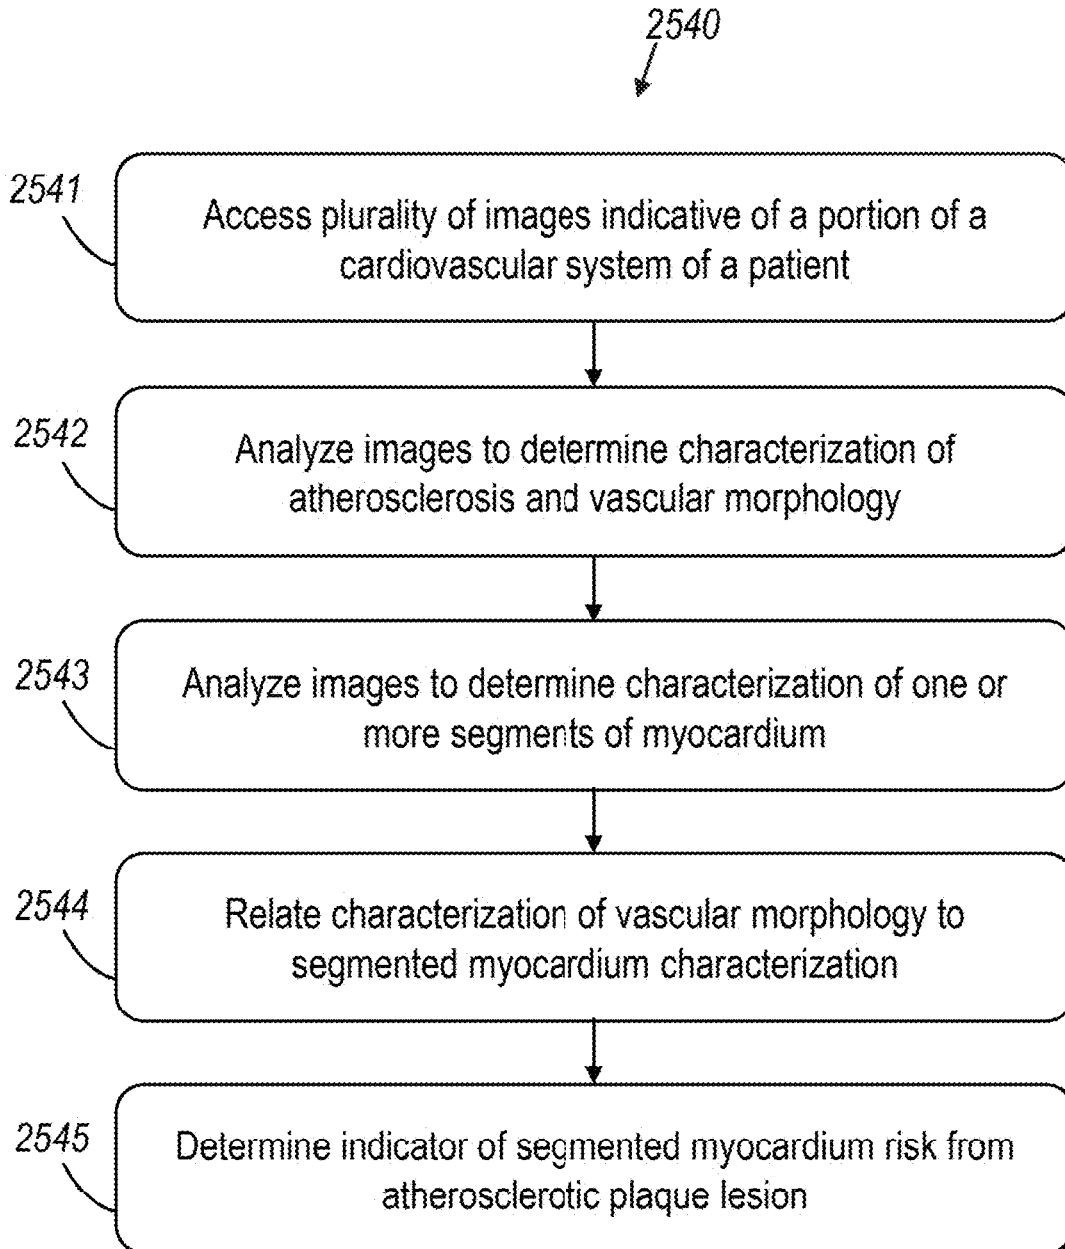 2540
2541
Access plurality of images indicative of a portion of a
cardiovascular system of a patient
2542
Analyze images to determine characterization of
atherosclerosis and vascular morphology
2543
Analyze images to determine characterization of one or
more segments of myocardium
2544
Relate characterization of vascular morphology to
segmented myocardium characterization
2545
Determine indicator of segmented myocardium risk from
atherosclerotic plaque lesion